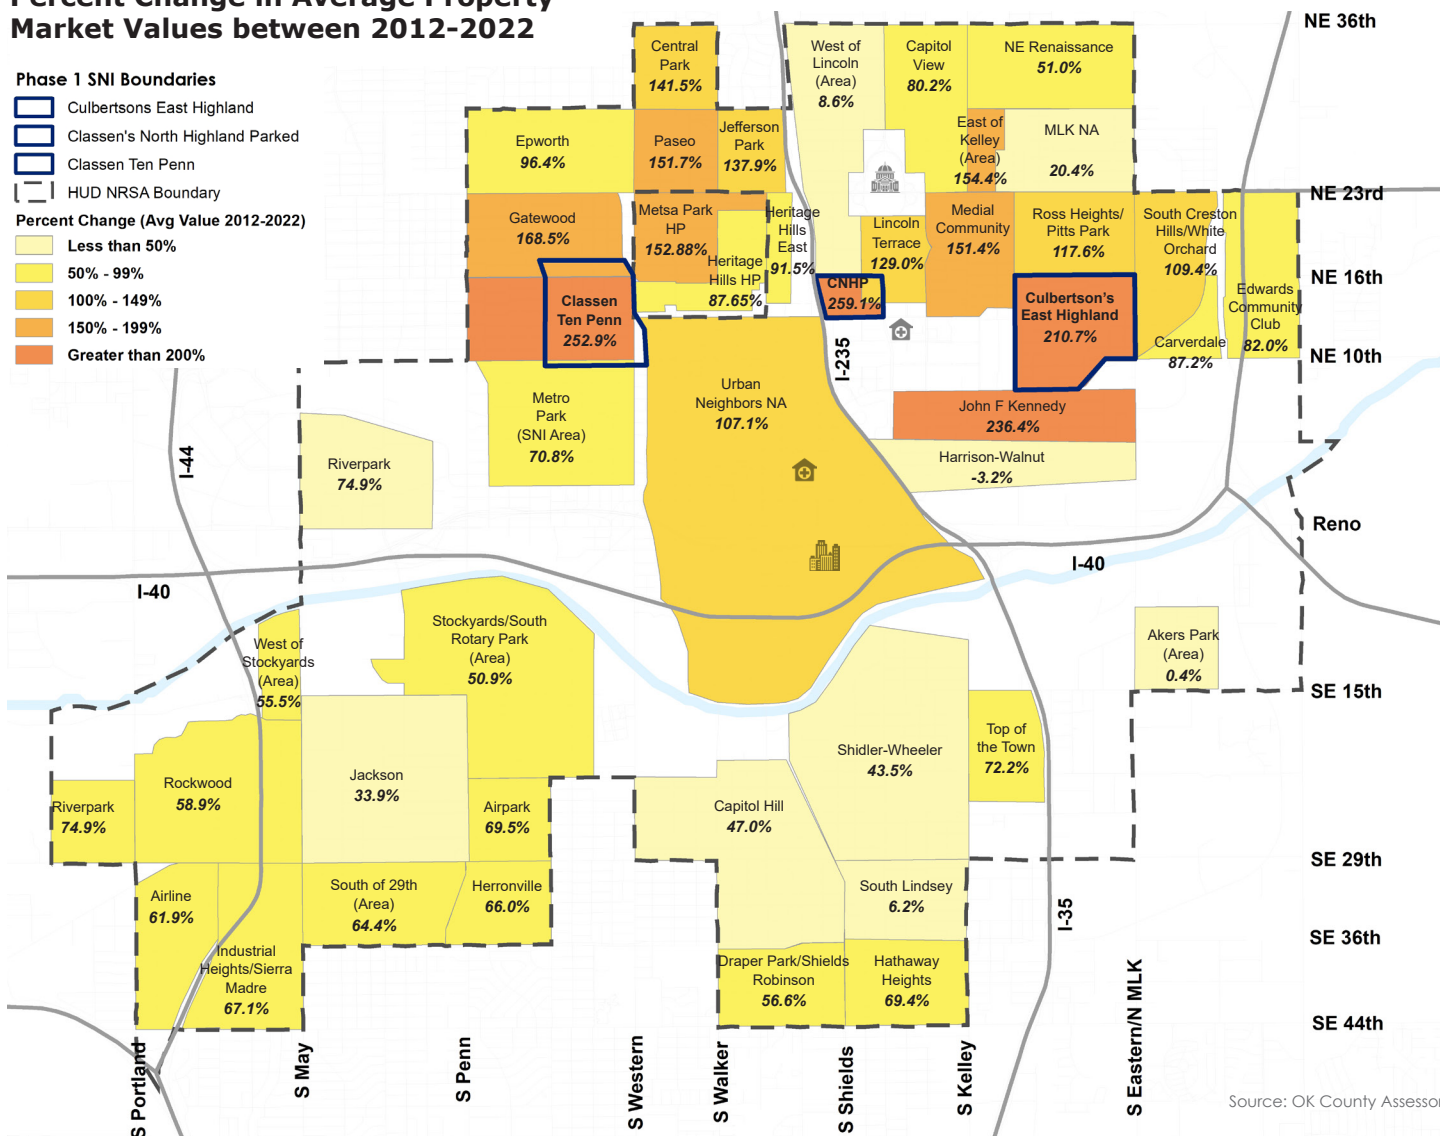 Percent Change in Average Property
Market Values between 2012-2022
Phase 1 SNI Boundaries
Culbertsons East Highland
Classen's North Highland Parked
Classen Ten Penn
HUD NRSA Boundary
Percent Change (Avg Value 2012-2022)
Less than 50%
50% - 99%
100% - 149%
150% - 199%
Greater than 200%
Central
Park
141.5%
West of
Lincoln
(Area)
8.6%
Capitol
View
80.2%
NE Renaissance
51.0%
NE 36th
Epworth
96.4%
Paseo
151.7%
Jefferson
Park
137.9%
East of
Kelley
(Area)
154.4%
MLK NA
20.4%
NE 23rd
Gatewood
168.5%
Metsa Park
HP
152.88%
Heritage
Hills HP
87.65%
Heritage
Hills
East
91.5%
Lincoln
Terrace
129.0%
Medial
Community
151.4%
Ross Heights/
Pitts Park
117.6%
South Creston
Hills/White
Orchard
109.4%
Edwards
Community
Club
82.0%
NE 16th
Classen
Ten Penn
252.9%
CNHP
259.1%
Culbertson's
East Highland
210.7%
Carverdale
87.2%
NE 10th
I-235
Metro
Park
(SNI Area)
70.8%
Urban
Neighbors NA
107.1%
John F Kennedy
236.4%
Harrison-Walnut
-3.2%
I-44
Riverpark
74.9%
Reno
I-40
I-40
West of
Stockyards
(Area)
55.5%
Stockyards/South
Rotary Park
(Area)
50.9%
Akers Park
(Area)
0.4%
SE 15th
Rockwood
58.9%
Jackson
33.9%
Shidler-Wheeler
43.5%
Top of
the Town
72.2%
Riverpark
74.9%
Airpark
69.5%
Capitol Hill
47.0%
SE 29th
Airline
61.9%
South of 29th
(Area)
64.4%
Herronville
66.0%
South Lindsey
6.2%
I-35
SE 36th
Industrial
Heights/Sierra
Madre
67.1%
Draper Park/Shields
Robinson
56.6%
Hathaway
Heights
69.4%
SE 44th
S Portland
S May
S Penn
S Western
S Walker
S Shields
S Kelley
S Eastern/N MLK
Source: OK County Assessor